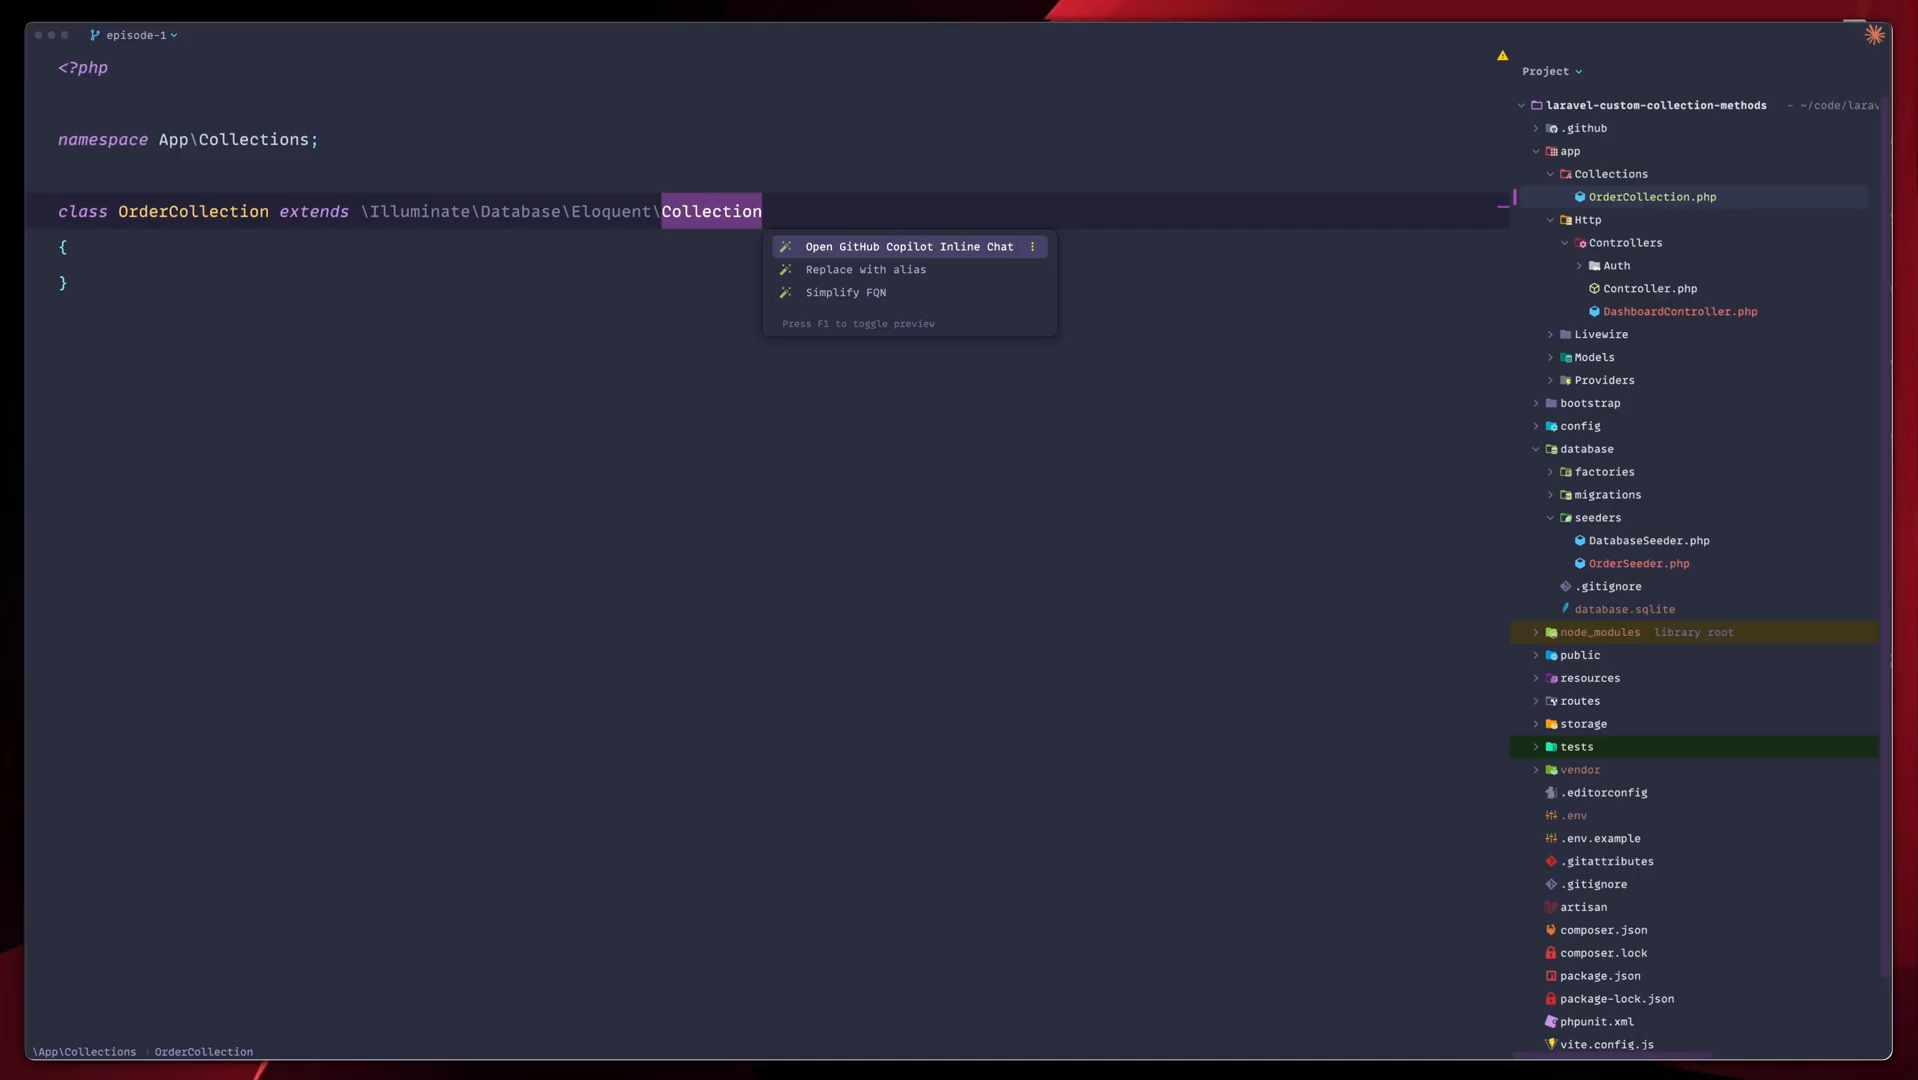 episode-1
<?php
namespace App\Collections;
class OrderCollection extends \Illuminate\Database\Eloquent\Collection
{
}
Open GitHub Copilot Inline Chat
Replace with alias
Simplify FQN
Press F1 to toggle preview
\App\Collections › OrderCollection
Project
laravel-custom-collection-methods - ~/code/larav
.github
app
Collections
OrderCollection.php
Http
Controllers
Auth
Controller.php
DashboardController.php
Livewire
Models
Providers
bootstrap
config
database
factories
migrations
seeders
DatabaseSeeder.php
OrderSeeder.php
.gitignore
database.sqlite
node_modules library root
public
resources
routes
storage
tests
vendor
.editorconfig
.env
.env.example
.gitattributes
.gitignore
artisan
composer.json
composer.lock
package.json
package-lock.json
phpunit.xml
vite.config.js